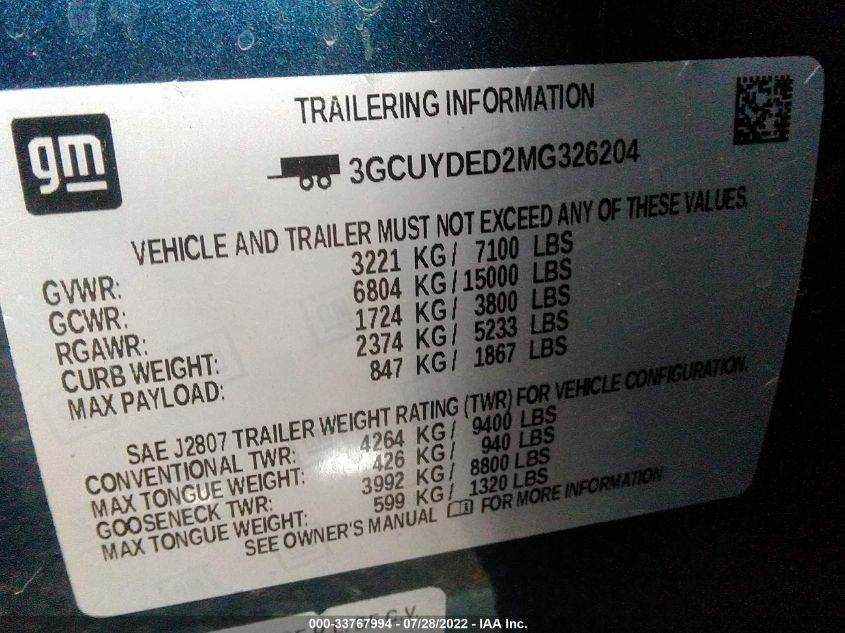 gm
TRAILERING INFORMATION
3GCUYDED2MG326204
VEHICLE AND TRAILER MUST NOT EXCEED ANY OF THESE VALUES.
GVWR: 3221 KG/ 7100 LBS
GCWR: 6804 KG/ 15000 LBS
RGAWR: 1724 KG/ 3800 LBS
CURB WEIGHT: 2374 KG/ 5233 LBS
MAX PAYLOAD: 847 KG/ 1867 LBS
SAE J2807 TRAILER WEIGHT RATING (TWR) FOR VEHICLE CONFIGURATION.
CONVENTIONAL TWR: 4264 KG/ 9400 LBS
MAX TONGUE WEIGHT: 426 KG/ 940 LBS
GOOSENECK TWR: 3992 KG/ 8800 LBS
MAX TONGUE WEIGHT: 599 KG/ 1320 LBS
SEE OWNER'S MANUAL FOR MORE INFORMATION
000-33767994 - 07/28/2022 - IAA Inc.